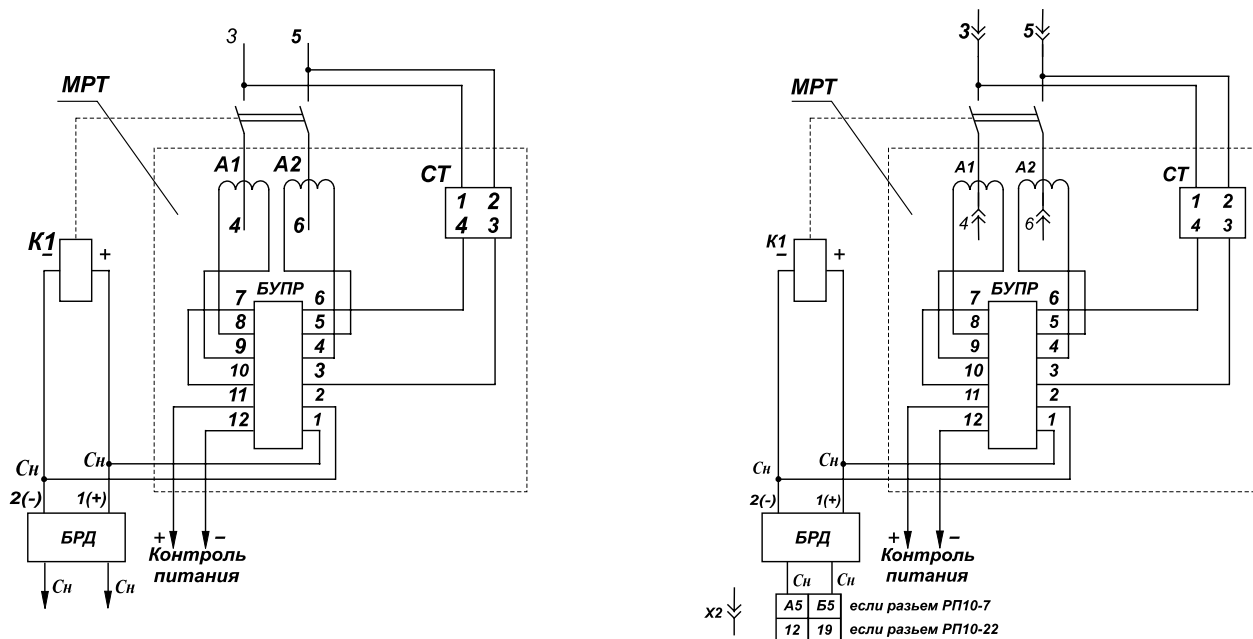 3
5
МРТ
А1
А2
СТ
1 2
4 3
4
6
К1
−
+
БУПР
7
6
8
5
9
4
10
3
11
2
12
1
Сн
Сн
2(-)
1(+)
БРД
+
−
Контроль
питания
Сн
Сн
3
5
МРТ
А1
А2
СТ
1 2
4 3
4
6
К1
−
+
БУПР
7
6
8
5
9
4
10
3
11
2
12
1
Сн
Сн
2(-)
1(+)
БРД
+
−
Контроль
питания
Сн
Сн
Х2
А5 Б5 если разьем РП10-7
12 19 если разьем РП10-22